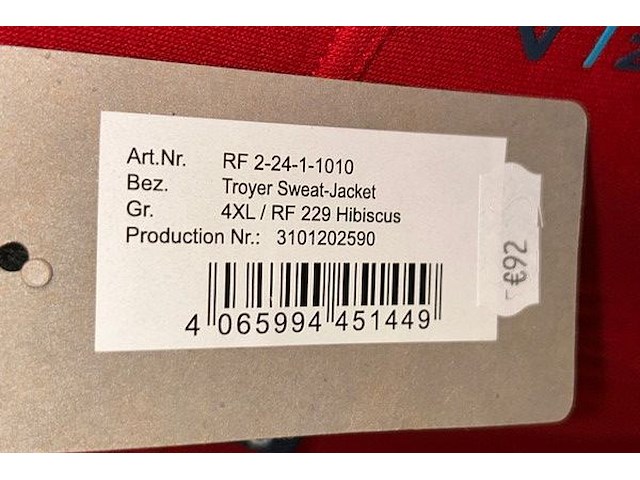 Art.Nr. RF 2-24-1-1010
Bez. Troyer Sweat-Jacket
Gr. 4XL / RF 229 Hibiscus
Production Nr.: 3101202590
4 065994 451449
€92